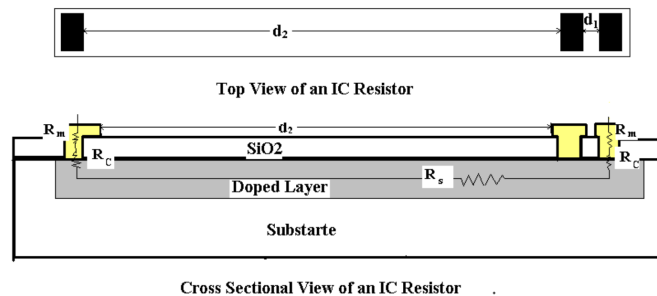 d2 d1
Top View of an IC Resistor
Rm d2 Rm
SiO2
RC RC
Doped Layer Rs
Substarte
Cross Sectional View of an IC Resistor .